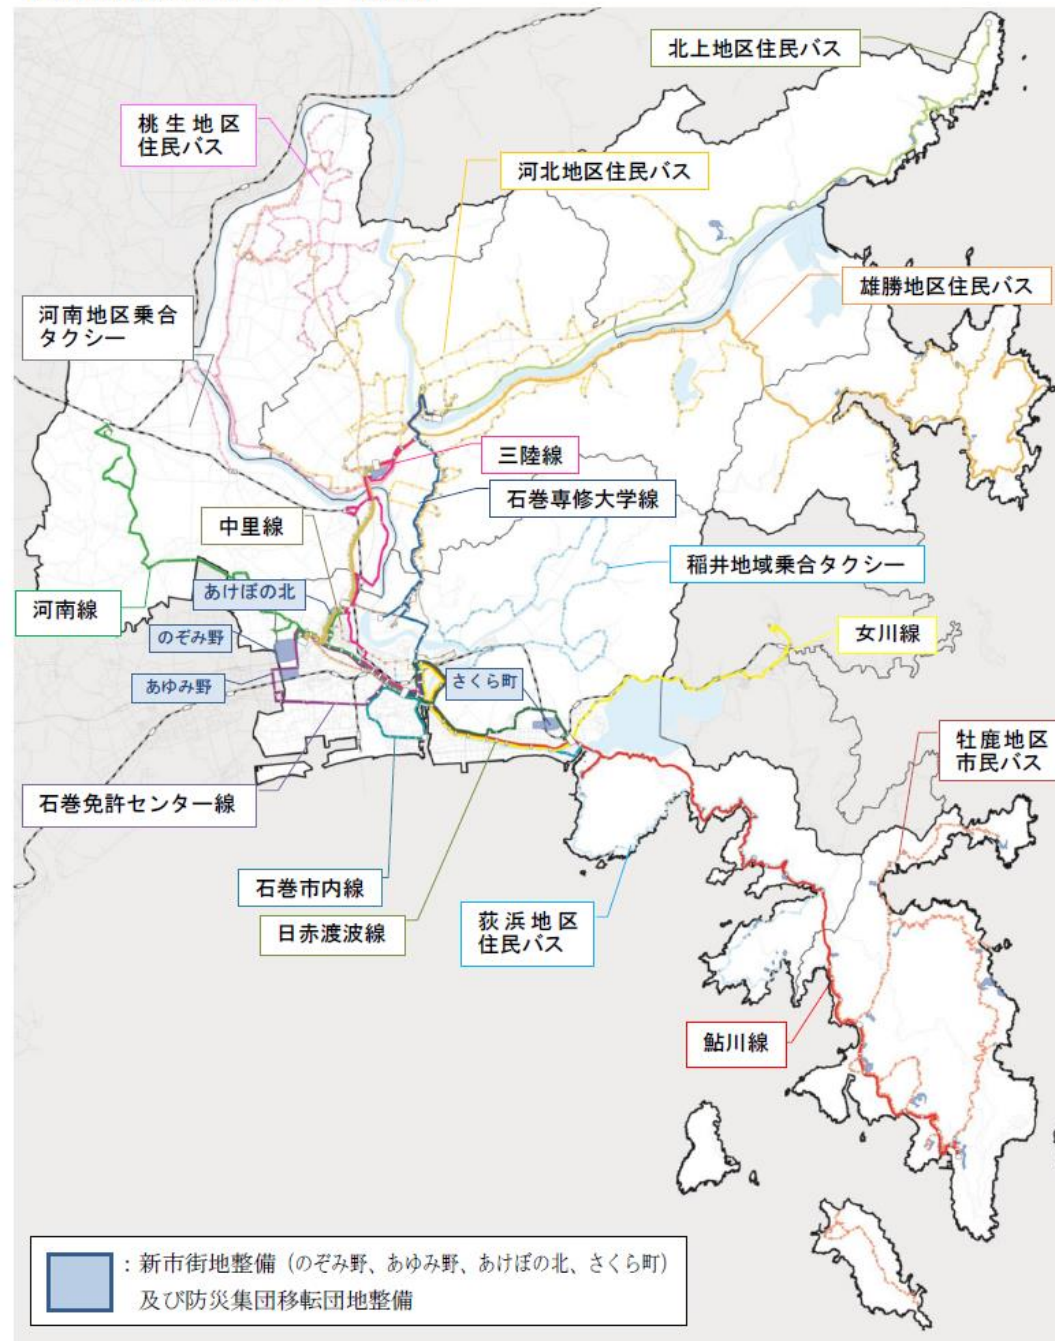 北上地区住民バス
桃生地区
住民バス
河北地区住民バス
雄勝地区住民バス
河南地区乗合
タクシー
三陸線
石巻専修大学線
中里線
稲井地域乗合タクシー
あけぼの北
河南線
女川線
のぞみ野
あゆみ野
さくら町
牡鹿地区
市民バス
石巻免許センター線
石巻市内線
日赤渡波線
荻浜地区
住民バス
鮎川線
：新市街地整備（のぞみ野、あゆみ野、あけぼの北、さくら町）
及び防災集団移転団地整備